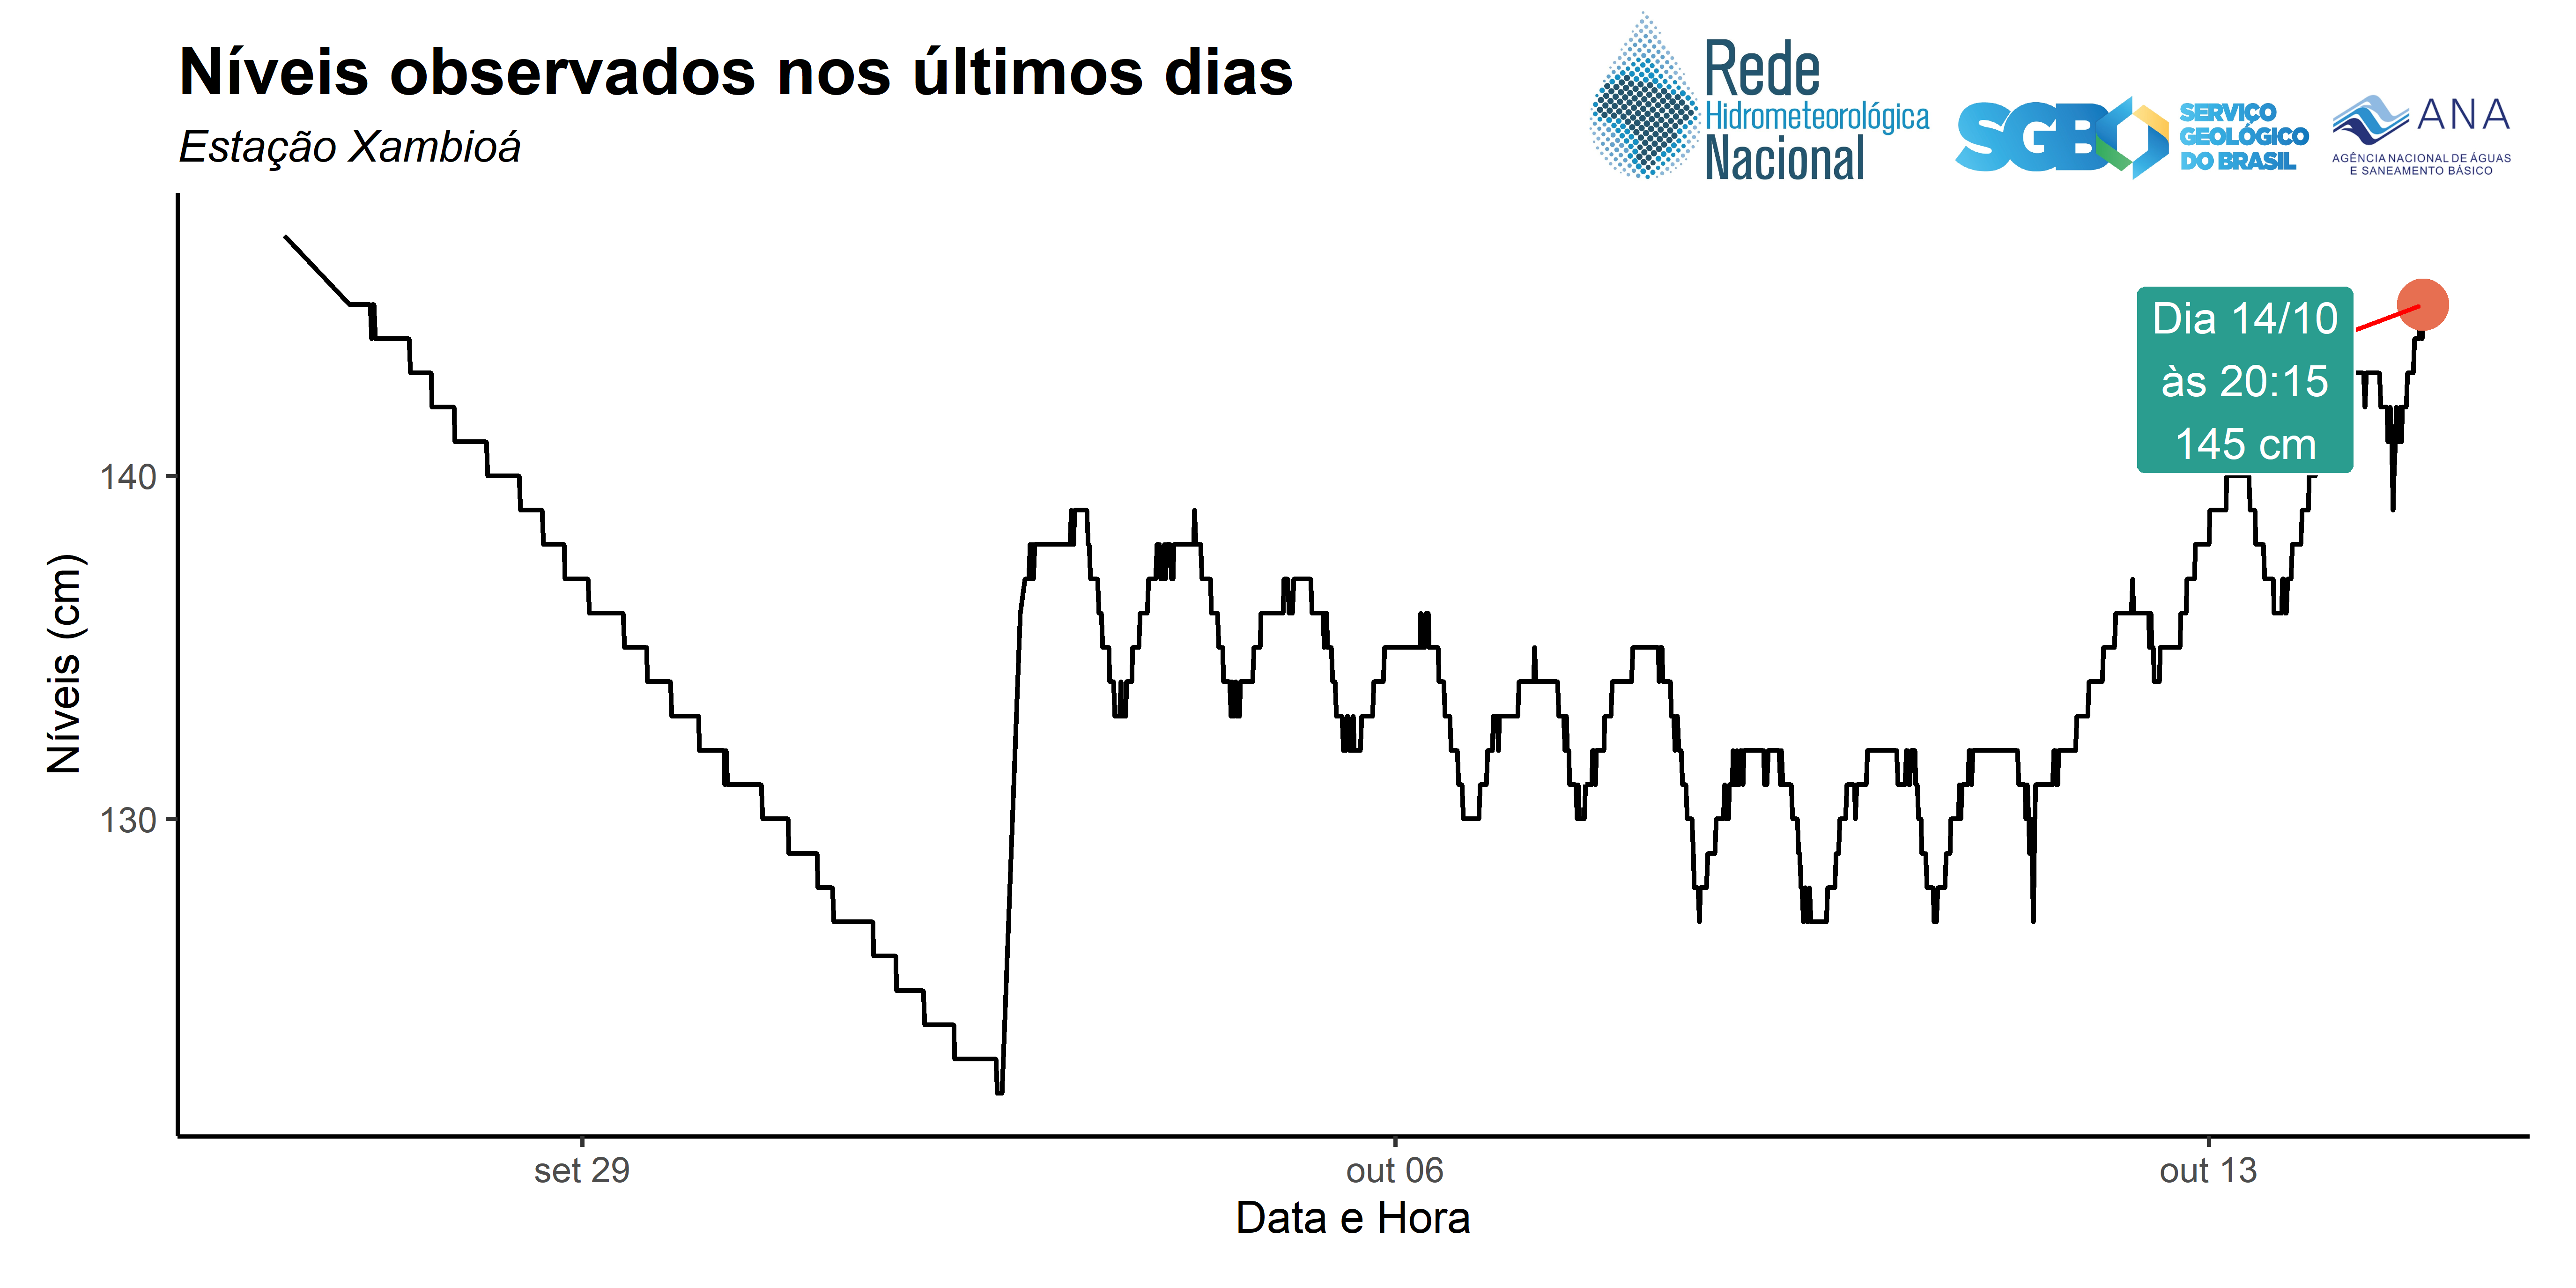 Níveis observados nos últimos dias
Estação Xambioá
Rede
Hidrometeorológica
Nacional
SGB
SERVIÇO
GEOLÓGICO
DO BRASIL
ANA
AGÊNCIA NACIONAL DE ÁGUAS
E SANEAMENTO BÁSICO
Dia 14/10
às 20:15
145 cm
140
130
Níveis (cm)
set 29
out 06
out 13
Data e Hora